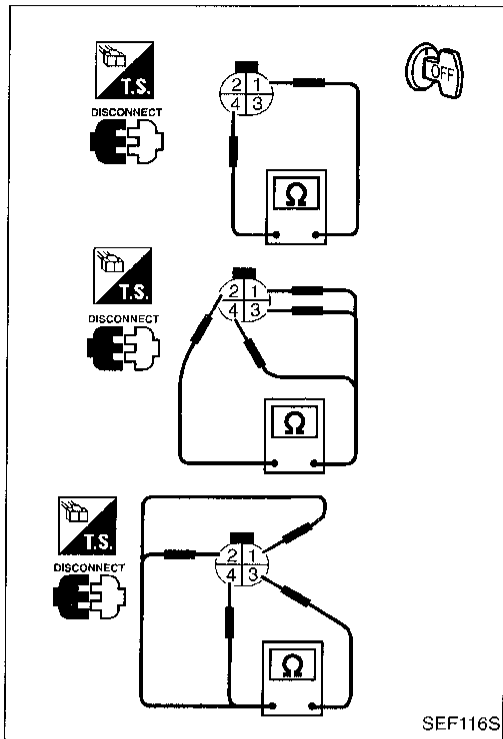 T.S.
DISCONNECT
2 1
4 3
OFF
Ω
T.S.
DISCONNECT
2 1
4 3
Ω
T.S.
DISCONNECT
2 1
4 3
Ω
SEF116S